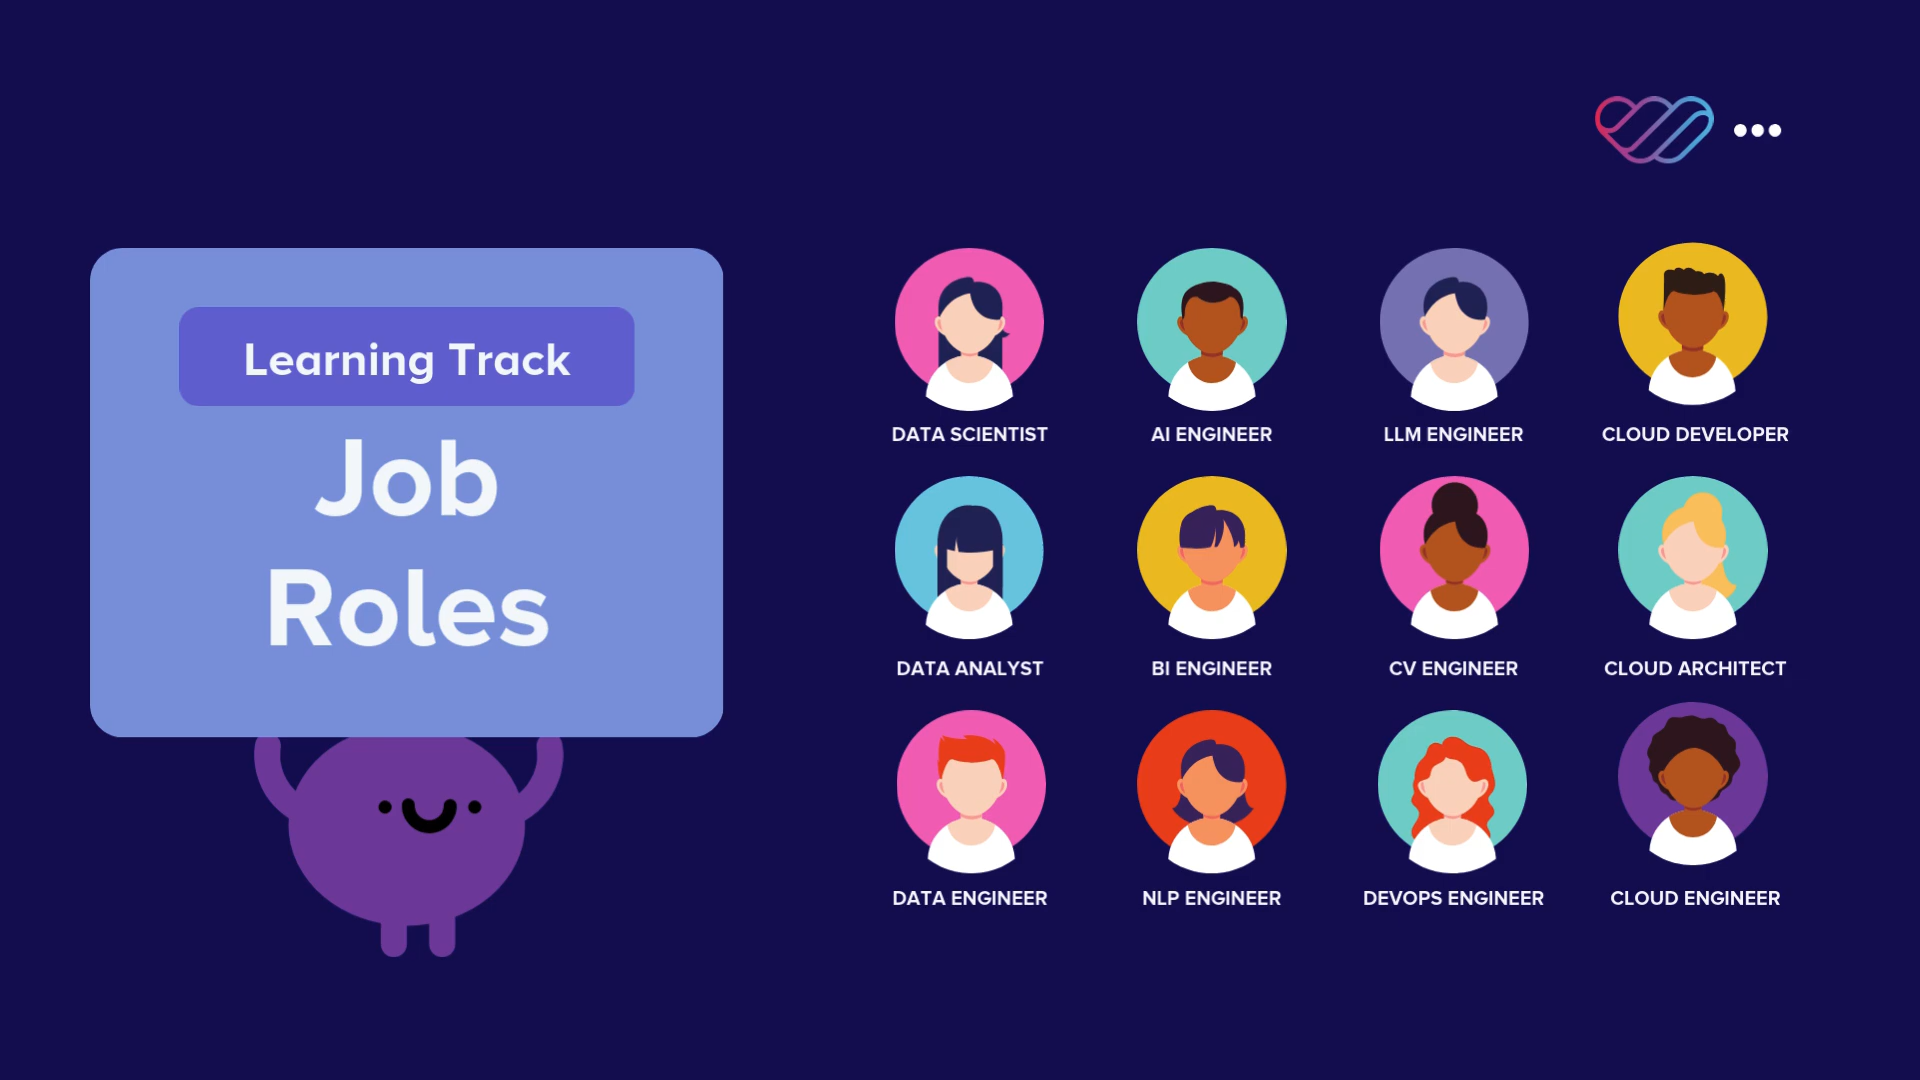 Learning Track
Job
Roles
DATA SCIENTIST
AI ENGINEER
LLM ENGINEER
CLOUD DEVELOPER
DATA ANALYST
BI ENGINEER
CV ENGINEER
CLOUD ARCHITECT
DATA ENGINEER
NLP ENGINEER
DEVOPS ENGINEER
CLOUD ENGINEER